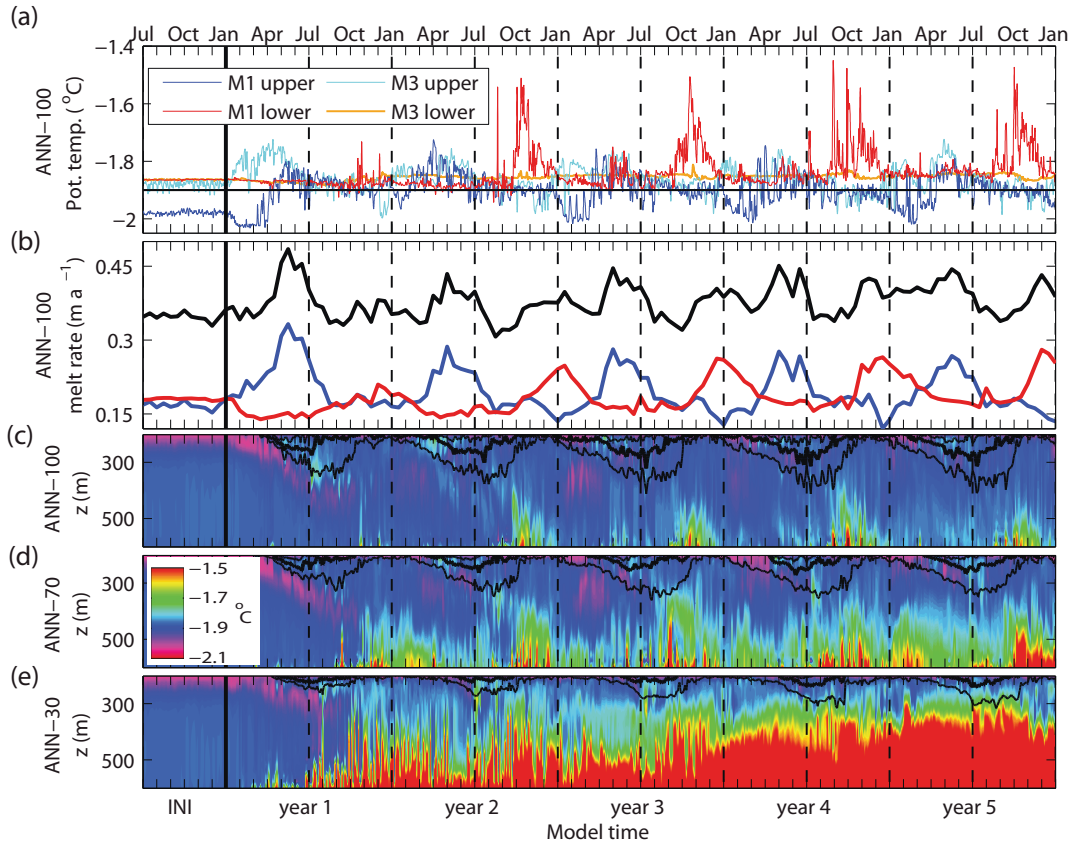 (a)
Jul Oct Jan Apr Jul Oct Jan Apr Jul Oct Jan Apr Jul Oct Jan Apr Jul Oct Jan Apr Jul Oct Jan
ANN−100
Pot. temp. (°C)
−1.4
−1.6
−1.8
−2
M1 upper
M3 upper
M1 lower
M3 lower
(b)
ANN−100
melt rate (m a⁻¹)
0.45
0.3
0.15
(c)
ANN−100
z (m)
300
500
(d)
ANN−70
z (m)
300
500
−1.5
−1.7
−1.9
−2.1
°C
(e)
ANN−30
z (m)
300
500
INI year 1 year 2 year 3 year 4 year 5
Model time